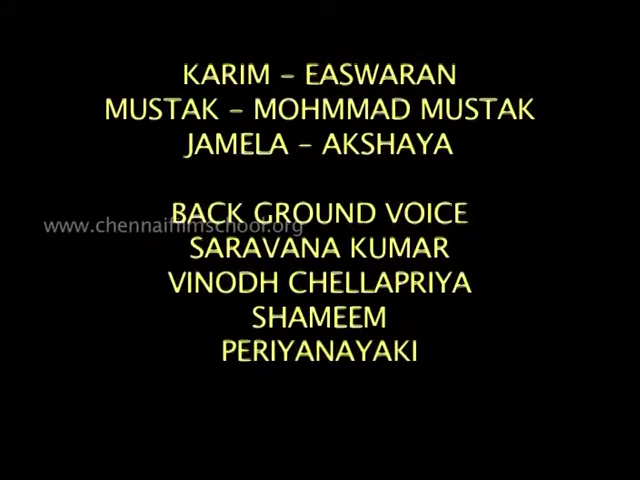 KARIM – EASWARAN
MUSTAK – MOHMMAD MUSTAK
JAMELA – AKSHAYA
BACK GROUND VOICE
www.chennaifilmschool.org
SARAVANA KUMAR
VINODH CHELLAPRIYA
SHAMEEM
PERIYANAYAKI